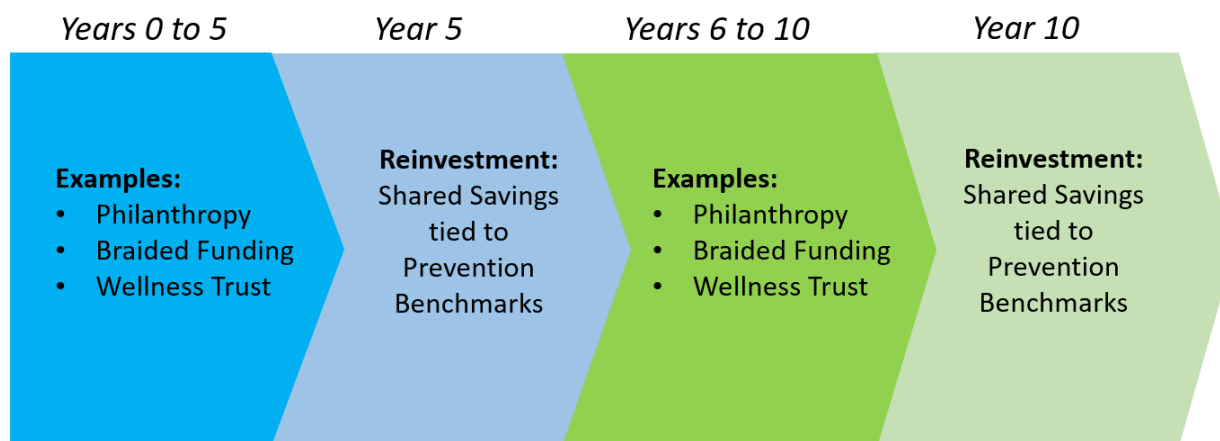 Years 0 to 5
Year 5
Years 6 to 10
Year 10
Examples:
• Philanthropy
• Braided Funding
• Wellness Trust
Reinvestment:
Shared Savings
tied to
Prevention
Benchmarks
Examples:
• Philanthropy
• Braided Funding
• Wellness Trust
Reinvestment:
Shared Savings
tied to
Prevention
Benchmarks